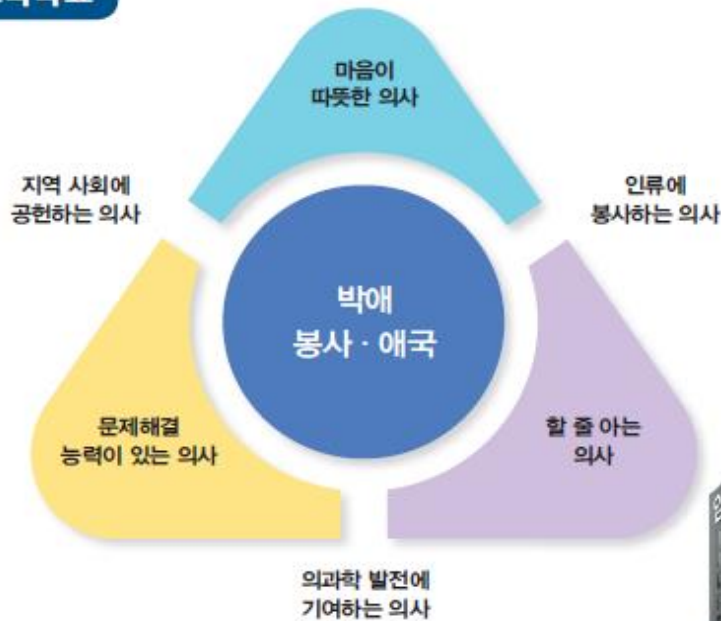 마음이
따뜻한 의사
지역 사회에
공헌하는 의사
인류에
봉사하는 의사
박애
봉사 · 애국
문제해결
능력이 있는 의사
할 줄 아는
의사
의과학 발전에
기여하는 의사